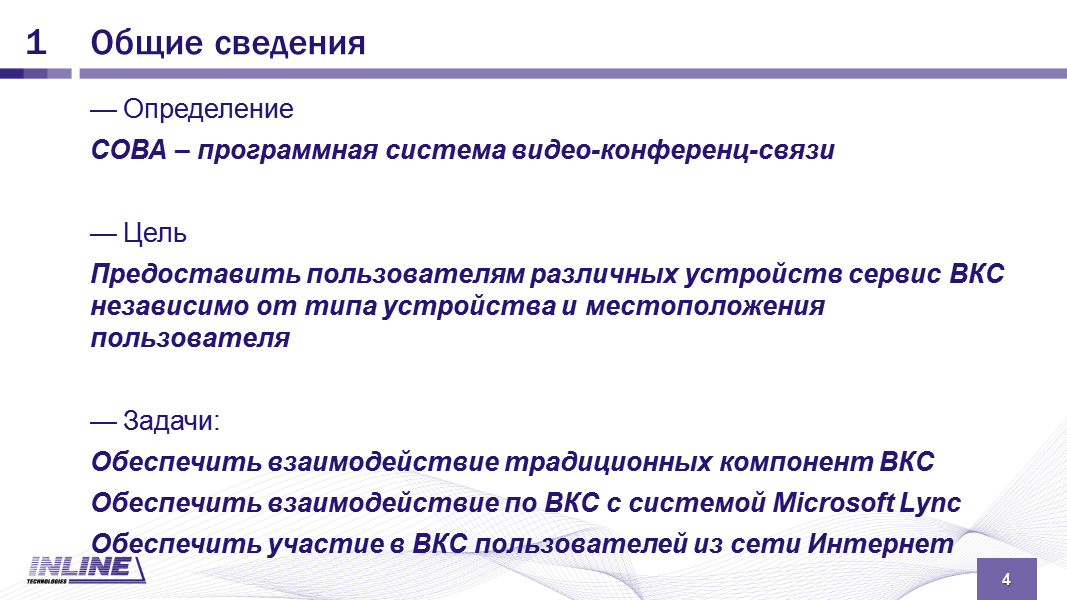 1 Общие сведения
— Определение
СОВА – программная система видео-конференц-связи
— Цель
Предоставить пользователям различных устройств сервис ВКС
независимо от типа устройства и местоположения
пользователя
— Задачи:
Обеспечить взаимодействие традиционных компонент ВКС
Обеспечить взаимодействие по ВКС с системой Microsoft Lync
Обеспечить участие в ВКС пользователей из сети Интернет
INLINE
TECHNOLOGIES
4